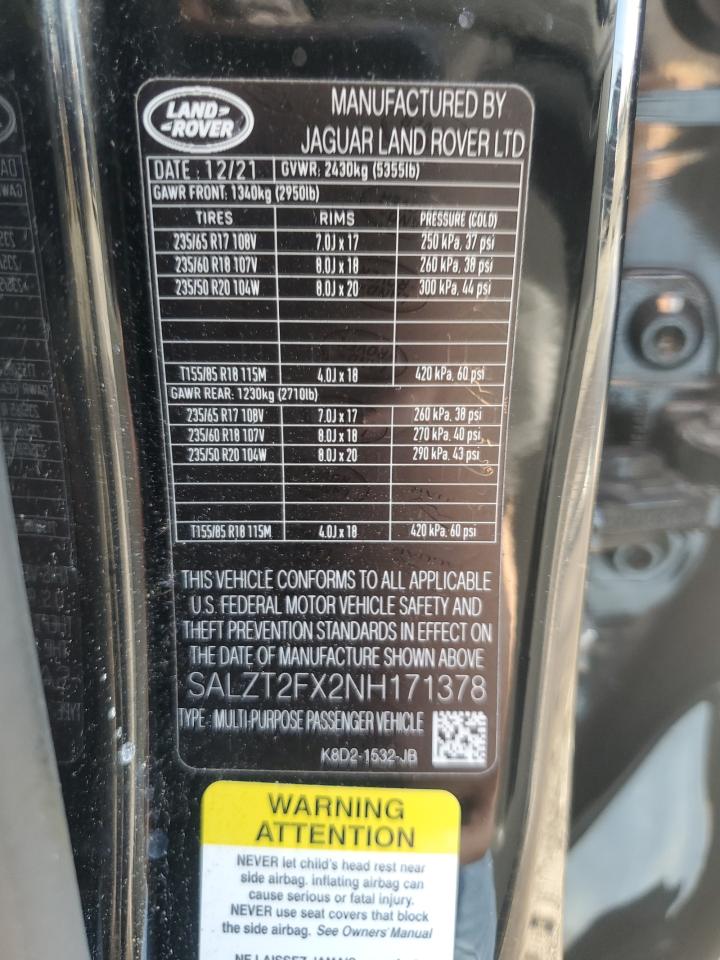 LAND ROVER
MANUFACTURED BY
JAGUAR LAND ROVER LTD
DATE : 12/21 GVWR: 2430kg (5355lb)
GAWR FRONT: 1340kg (2950lb)
TIRES RIMS PRESSURE (COLD)
235/65 R17 108V 7.0J x 17 250 kPa, 37 psi
235/60 R18 107V 8.0J x 18 260 kPa, 38 psi
235/50 R20 104W 8.0J x 20 300 kPa, 44 psi
T155/85 R18 115M 4.0J x 18 420 kPa, 60 psi
GAWR REAR: 1230kg (2710lb)
235/65 R17 108V 7.0J x 17 260 kPa, 38 psi
235/60 R18 107V 8.0J x 18 270 kPa, 40 psi
235/50 R20 104W 8.0J x 20 290 kPa, 43 psi
T155/85 R18 115M 4.0J x 18 420 kPa, 60 psi
THIS VEHICLE CONFORMS TO ALL APPLICABLE
U.S. FEDERAL MOTOR VEHICLE SAFETY AND
THEFT PREVENTION STANDARDS IN EFFECT ON
THE DATE OF MANUFACTURE SHOWN ABOVE
SALZT2FX2NH171378
TYPE : MULTI-PURPOSE PASSENGER VEHICLE
K8D2-1532-JB
WARNING
ATTENTION
NEVER let child's head rest near
side airbag. inflating airbag can
cause serious or fatal injury.
NEVER use seat covers that block
the side airbag. See Owners' Manual
NE LAISSEZ JAMAIS